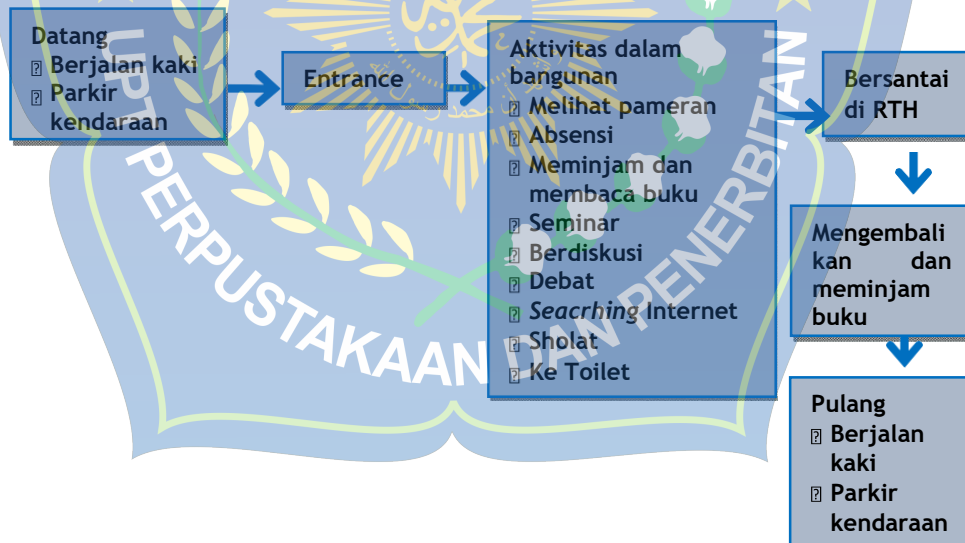 Datang
Berjalan kaki
Parkir
kendaraan
Entrance
Aktivitas dalam
bangunan
Melihat pameran
Absensi
Meminjam dan
membaca buku
Seminar
Berdiskusi
Debat
Seacrhing Internet
Sholat
Ke Toilet
Bersantai
di RTH
Mengembali
kan dan
meminjam
buku
Pulang
Berjalan
kaki
Parkir
kendaraan
PERPUSTAKAAN DAN PENERBITAN